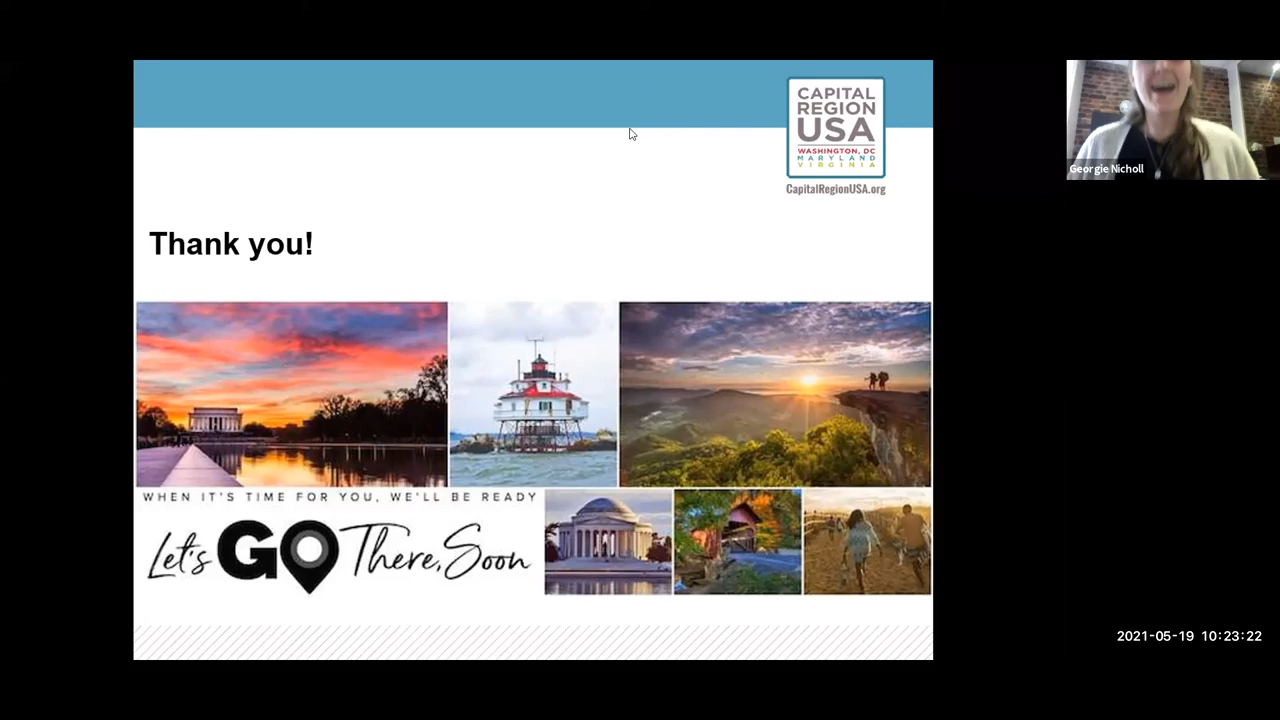 CAPITAL
REGION
USA
WASHINGTON, DC
MARYLAND
VIRGINIA
CapitalRegionUSA.org
Georgie Nicholl
Thank you!
WHEN IT'S TIME FOR YOU, WE'LL BE READY
Let's GO There, Soon
2021-05-19 10:23:22